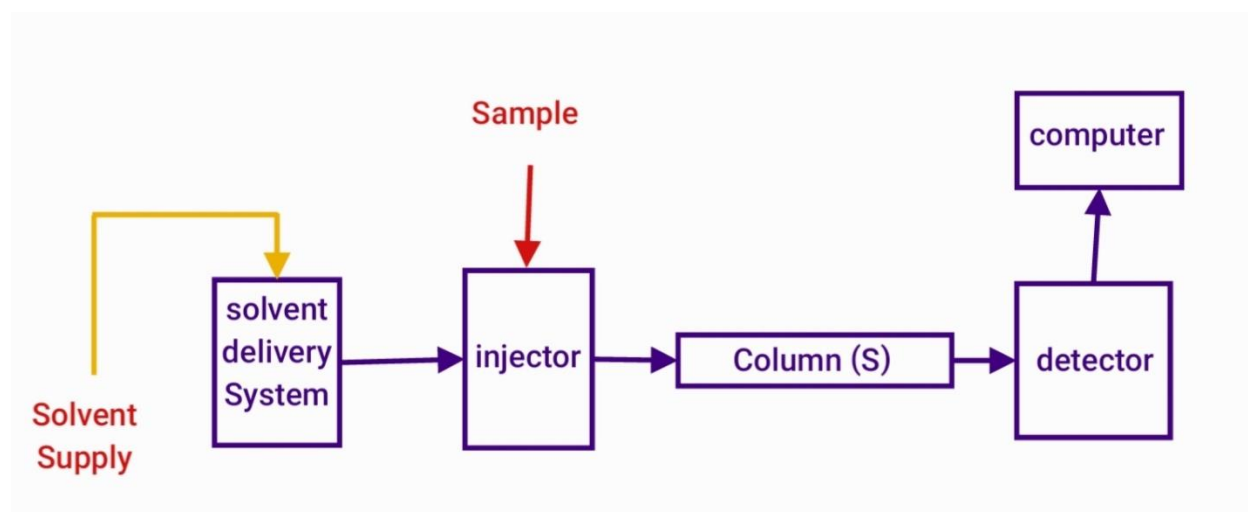 Sample
computer
solvent
delivery
System
injector
Column (S)
detector
Solvent
Supply